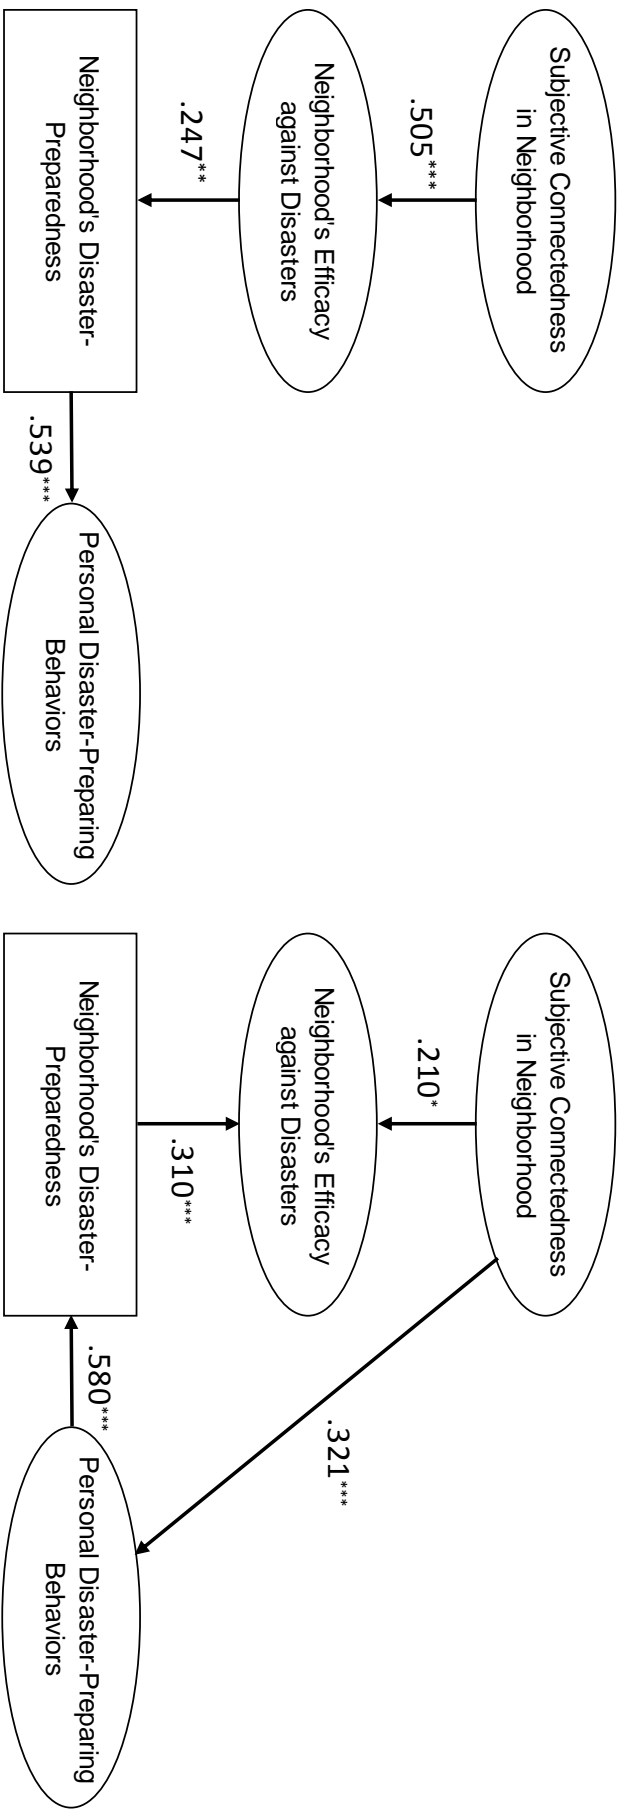 Subjective Connectedness
in Neighborhood
.505***
Neighborhood's Efficacy
against Disasters
.247**
Neighborhood's Disaster-
Preparedness
.539***
Personal Disaster-Preparing
Behaviors
Subjective Connectedness
in Neighborhood
.210*
.321***
Neighborhood's Efficacy
against Disasters
.310***
Neighborhood's Disaster-
Preparedness
.580***
Personal Disaster-Preparing
Behaviors